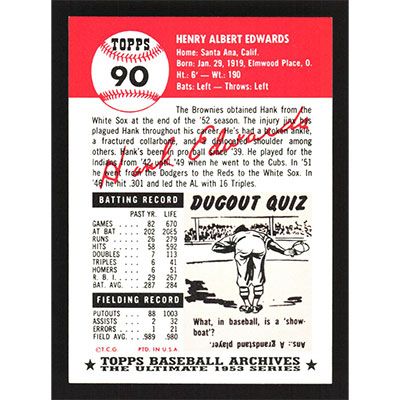 TOPPS
90
HENRY ALBERT EDWARDS
Home: Santa Ana, Calif.
Born: Jan. 29, 1919, Elmwood Place, O.
Ht: 6' — Wt: 190
Bats: Left — Throws: Left
The Brownies obtained Hank from the
White Sox at the end of the '52 season. The injury jinx
plagued Hank throughout his career. He's had a broken ankle,
a fractured collarbone, and a dislocated shoulder among
others. Hank's been in pro ball since '39. He played for the
Indians from '42 until '49 when he went to the Cubs. In '51
he went from the Dodgers to the Reds to the White Sox. In
'46 he hit .301 and led the AL with 16 Triples.
Hank Edwards
BATTING RECORD
PAST YR. LIFE
GAMES 82 670
AT BAT 202 2065
RUNS 26 279
HITS 58 592
DOUBLES 7 113
TRIPLES 6 41
HOMERS 6 51
R. B. I. 29 267
BAT. AVG. .287 .284
FIELDING RECORD
PUTOUTS 88 1003
ASSISTS 2 32
ERRORS 1 21
FIELD. AVG. .989 .980
©T.C.G. PTD. IN U.S.A.
DUGOUT QUIZ
What, in baseball, is a "show-
boat"?
Ans.: A grandstand player.
★ TOPPS BASEBALL ARCHIVES ★
THE ULTIMATE 1953 SERIES